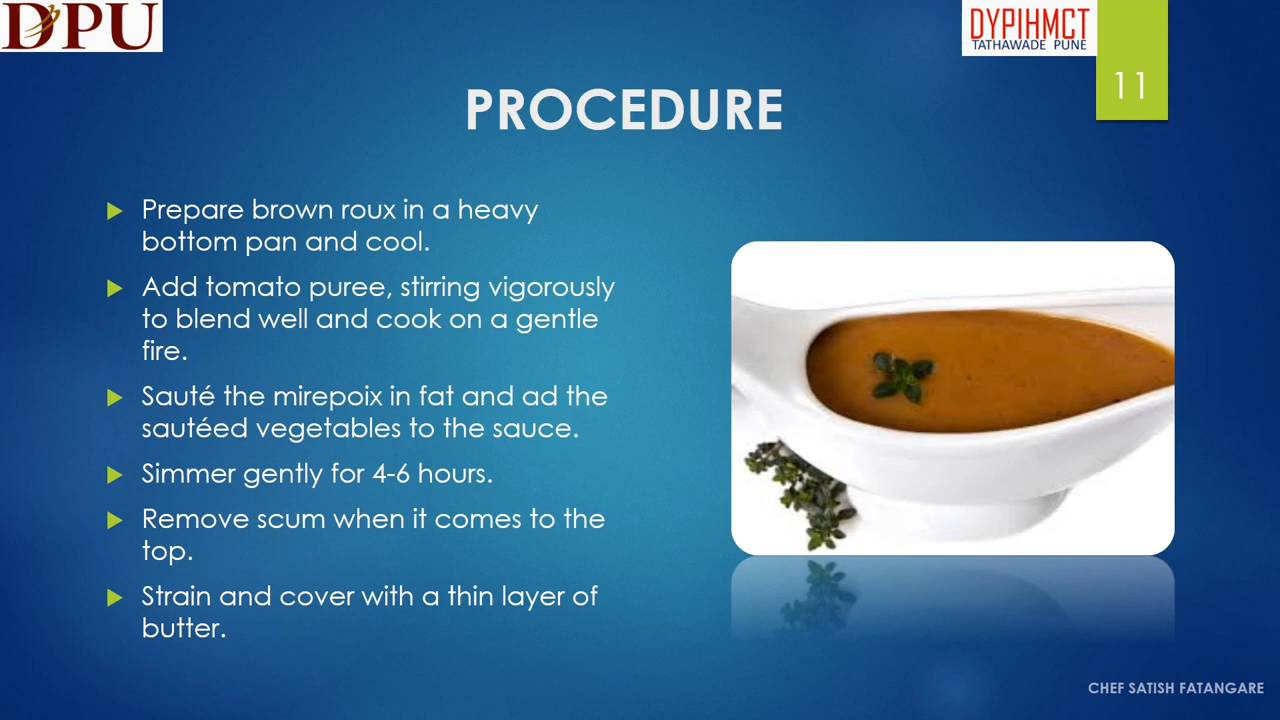 DPU
DYPIHMCT
TATHAWADE PUNE
11
PROCEDURE
Prepare brown roux in a heavy
bottom pan and cool.
Add tomato puree, stirring vigorously
to blend well and cook on a gentle
fire.
Sauté the mirepoix in fat and ad the
sautéed vegetables to the sauce.
Simmer gently for 4-6 hours.
Remove scum when it comes to the
top.
Strain and cover with a thin layer of
butter.
CHEF SATISH FATANGARE